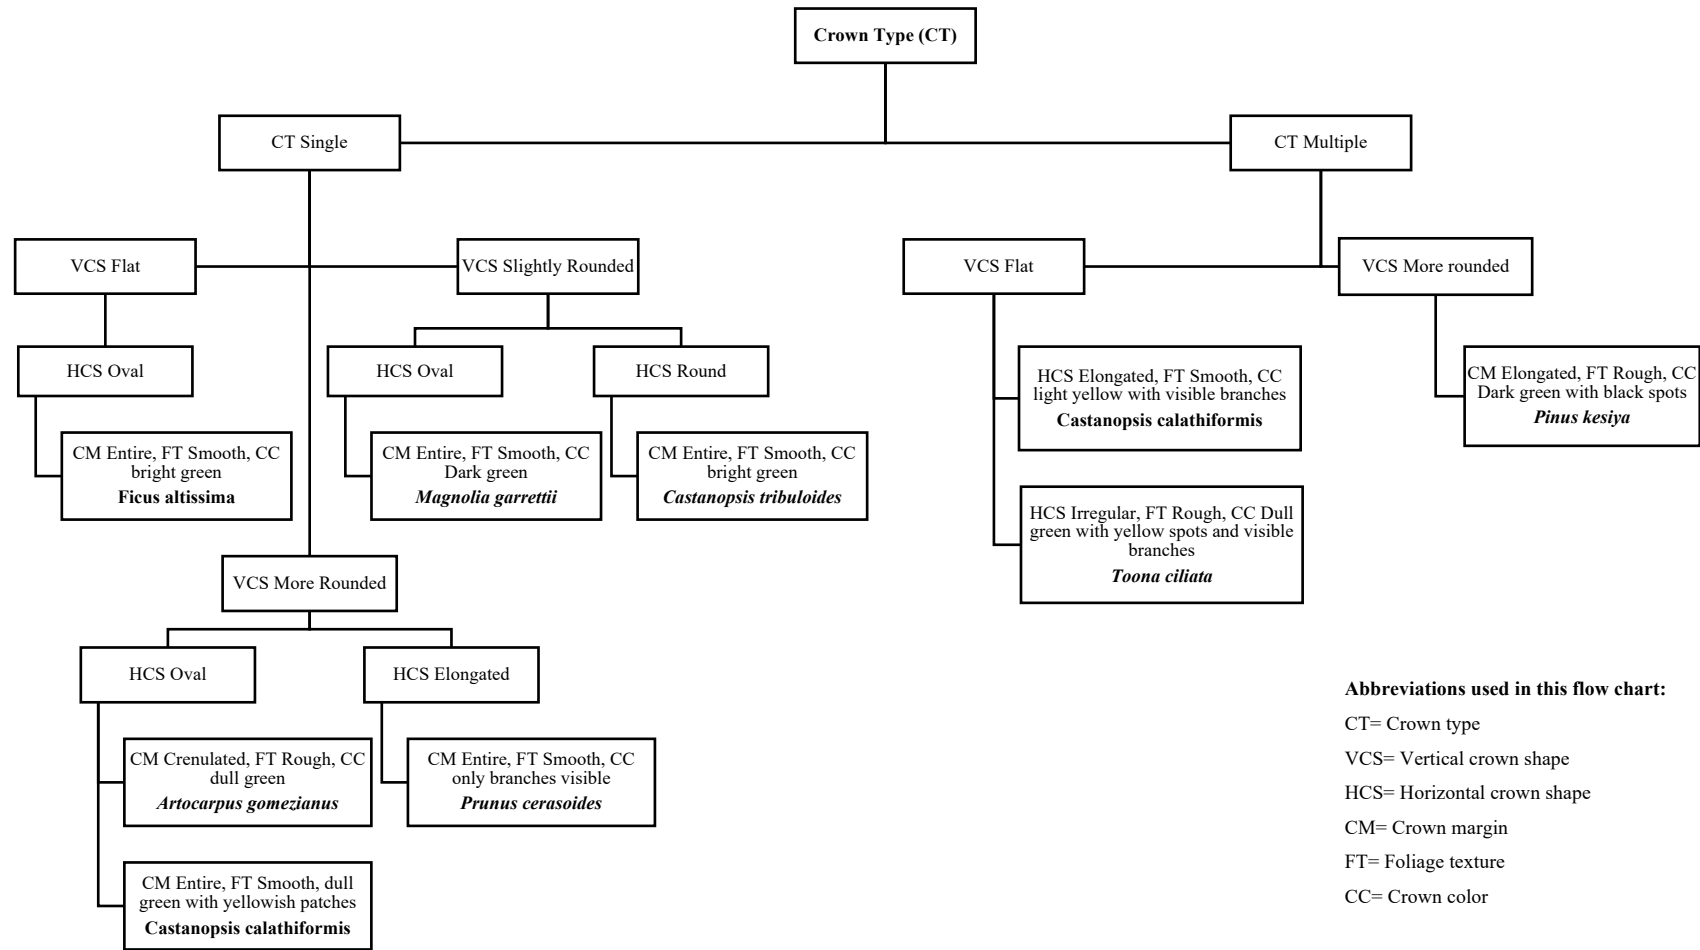 Crown Type (CT)
CT Single
CT Multiple
VCS Flat
VCS Slightly Rounded
VCS Flat
VCS More rounded
HCS Oval
HCS Oval
HCS Round
CM Entire, FT Smooth, CC
bright green
Ficus altissima
CM Entire, FT Smooth, CC
Dark green
Magnolia garrettii
CM Entire, FT Smooth, CC
bright green
Castanopsis tribuloides
HCS Elongated, FT Smooth, CC
light yellow with visible branches
Castanopsis calathiformis
CM Elongated, FT Rough, CC
Dark green with black spots
Pinus kesiya
HCS Irregular, FT Rough, CC Dull
green with yellow spots and visible
branches
Toona ciliata
VCS More Rounded
HCS Oval
HCS Elongated
CM Crenulated, FT Rough, CC
dull green
Artocarpus gomezianus
CM Entire, FT Smooth, CC
only branches visible
Prunus cerasoides
CM Entire, FT Smooth, dull
green with yellowish patches
Castanopsis calathiformis
Abbreviations used in this flow chart:
CT= Crown type
VCS= Vertical crown shape
HCS= Horizontal crown shape
CM= Crown margin
FT= Foliage texture
CC= Crown color